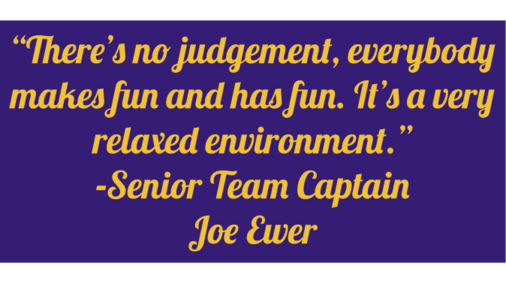 “There’s no judgement, everybody
makes fun and has fun. It’s a very
relaxed environment.”
-Senior Team Captain
Joe Ewer